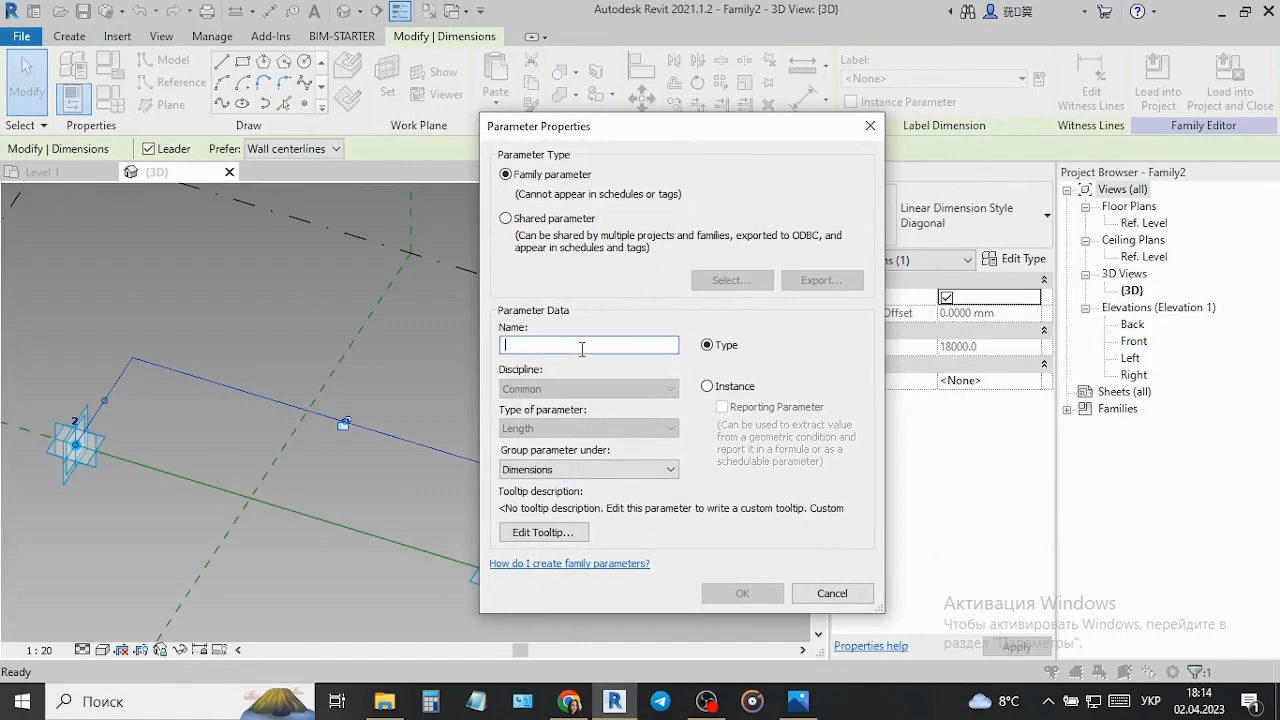 Autodesk Revit 2021.1.2 - Family2 - 3D View: {3D}
File Create Insert View Manage Add-Ins BIM-STARTER Modify | Dimensions
Modify
Model
Reference
Plane
Set
Show
Viewer
Paste
Label:
<None>
Instance Parameter
Edit
Witness Lines
Load into
Project
Load into
Project and Close
Select Properties Draw Work Plane Label Dimension Witness Lines Family Editor
Modify | Dimensions Leader Prefer: Wall centerlines
Level 1 {3D}
2
Parameter Properties
Parameter Type
Family parameter
(Cannot appear in schedules or tags)
Shared parameter
(Can be shared by multiple projects and families, exported to ODBC, and
appear in schedules and tags)
Select... Export...
Parameter Data
Name:
Type
Discipline:
Common
Instance
Reporting Parameter
Type of parameter:
Length
(Can be used to extract value
from a geometric condition and
report it in a formula or as a
schedulable parameter)
Group parameter under:
Dimensions
Tooltip description:
<No tooltip description. Edit this parameter to write a custom tooltip. Custom
Edit Tooltip...
How do I create family parameters?
OK Cancel
Linear Dimension Style
Diagonal
ns (1) Edit Type
Offset 0.0000 mm
18000.0
<None>
Properties help Apply
Project Browser - Family2
Views (all)
Floor Plans
Ref. Level
Ceiling Plans
Ref. Level
3D Views
{3D}
Elevations (Elevation 1)
Back
Front
Left
Right
Sheets (all)
Families
Активация Windows
Чтобы активировать Windows, перейдите в
раздел "Параметры".
1 : 20
Ready
:1
Поиск
8°C
УКР
18:14
02.04.2023